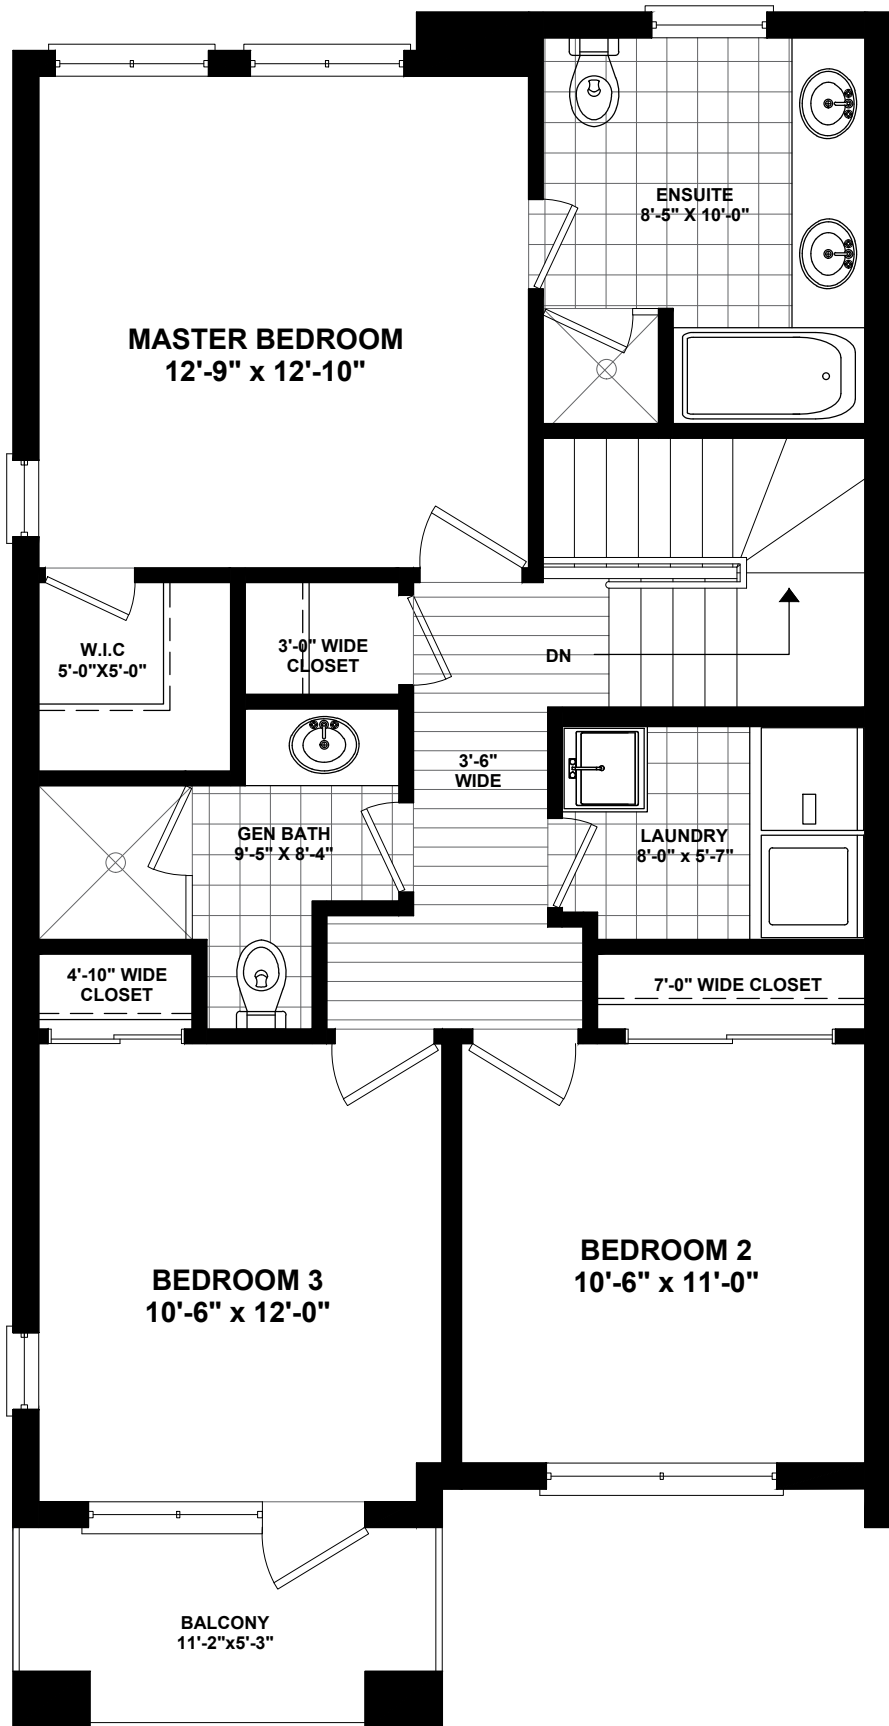 ENSUITE
8'-5" X 10'-0"
MASTER BEDROOM
12'-9" x 12'-10"
W.I.C
5'-0"X5'-0"
3'-0" WIDE
CLOSET
DN
3'-6"
WIDE
GEN BATH
9'-5" X 8'-4"
LAUNDRY
8'-0" x 5'-7"
4'-10" WIDE
CLOSET
7'-0" WIDE CLOSET
BEDROOM 3
10'-6" x 12'-0"
BEDROOM 2
10'-6" x 11'-0"
BALCONY
11'-2"x5'-3"